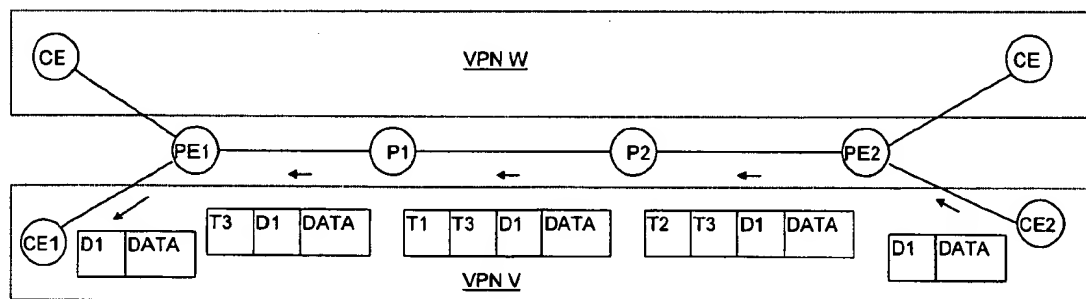 CE VPN W CE
PE1 P1 P2 PE2
CE1 CE2
D1 DATA
T3 D1 DATA
T1 T3 D1 DATA
T2 T3 D1 DATA
D1 DATA
VPN V